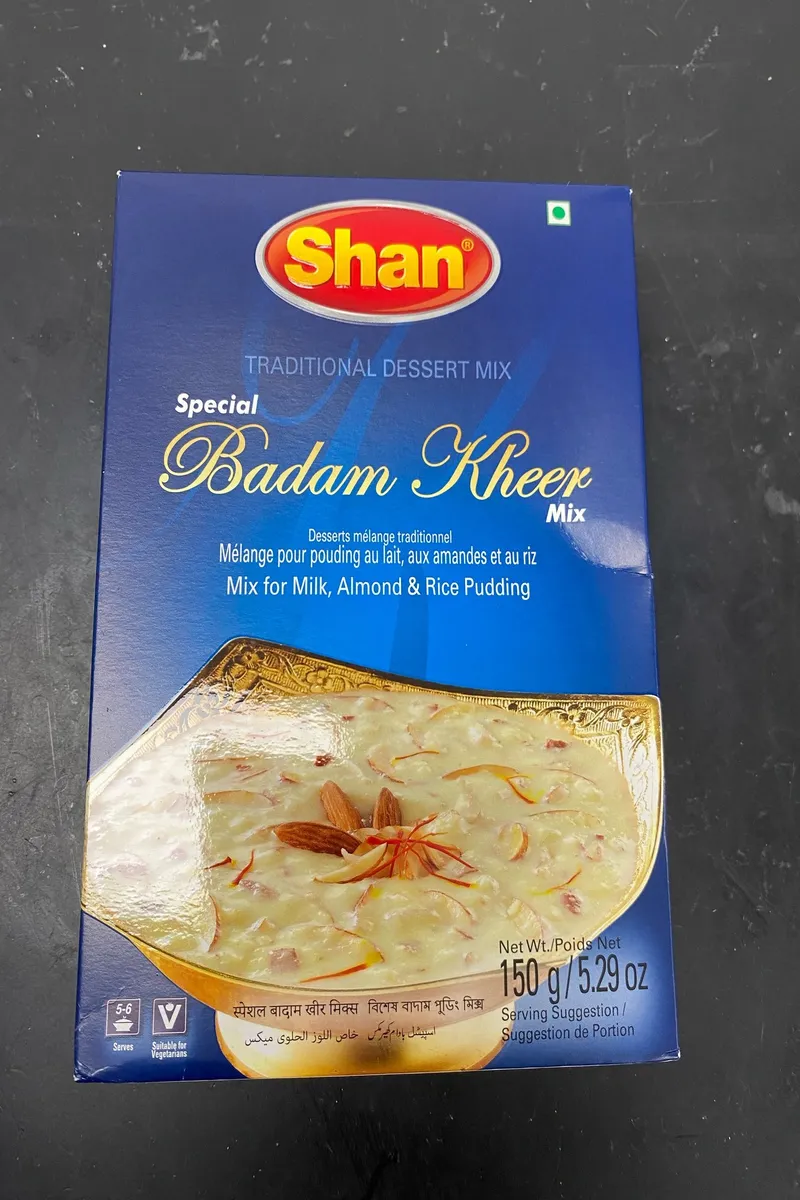 Shan®
TRADITIONAL DESSERT MIX
Special
Badam Kheer
Mix
Desserts mélange traditionnel
Mélange pour pouding au lait, aux amandes et au riz
Mix for Milk, Almond & Rice Pudding
Net Wt./Poids Net
150 g/5.29 oz
Serving Suggestion /
Suggestion de Portion
स्पेशल बादाम खीर मिक्स বিশেষ বাদাম পুডিং মিক্স
اسپیشل بادام کھیر مکس خاص اللوز الحلوى ميكس
5-6
Serves
V
Suitable for
Vegetarians